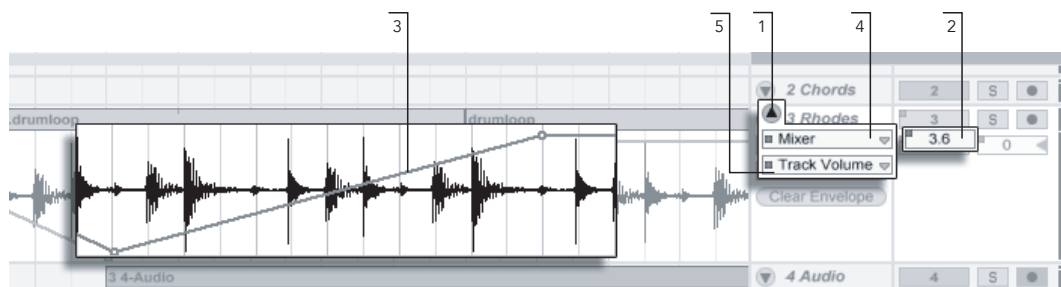 3 5 1 4 2
2 Chords 2 S
.drumloop drumloop 3 Rhodes 3 S
Mixer 3.6 0
Track Volume
Clear Envelope
3 4-Audio 4 Audio 4 S